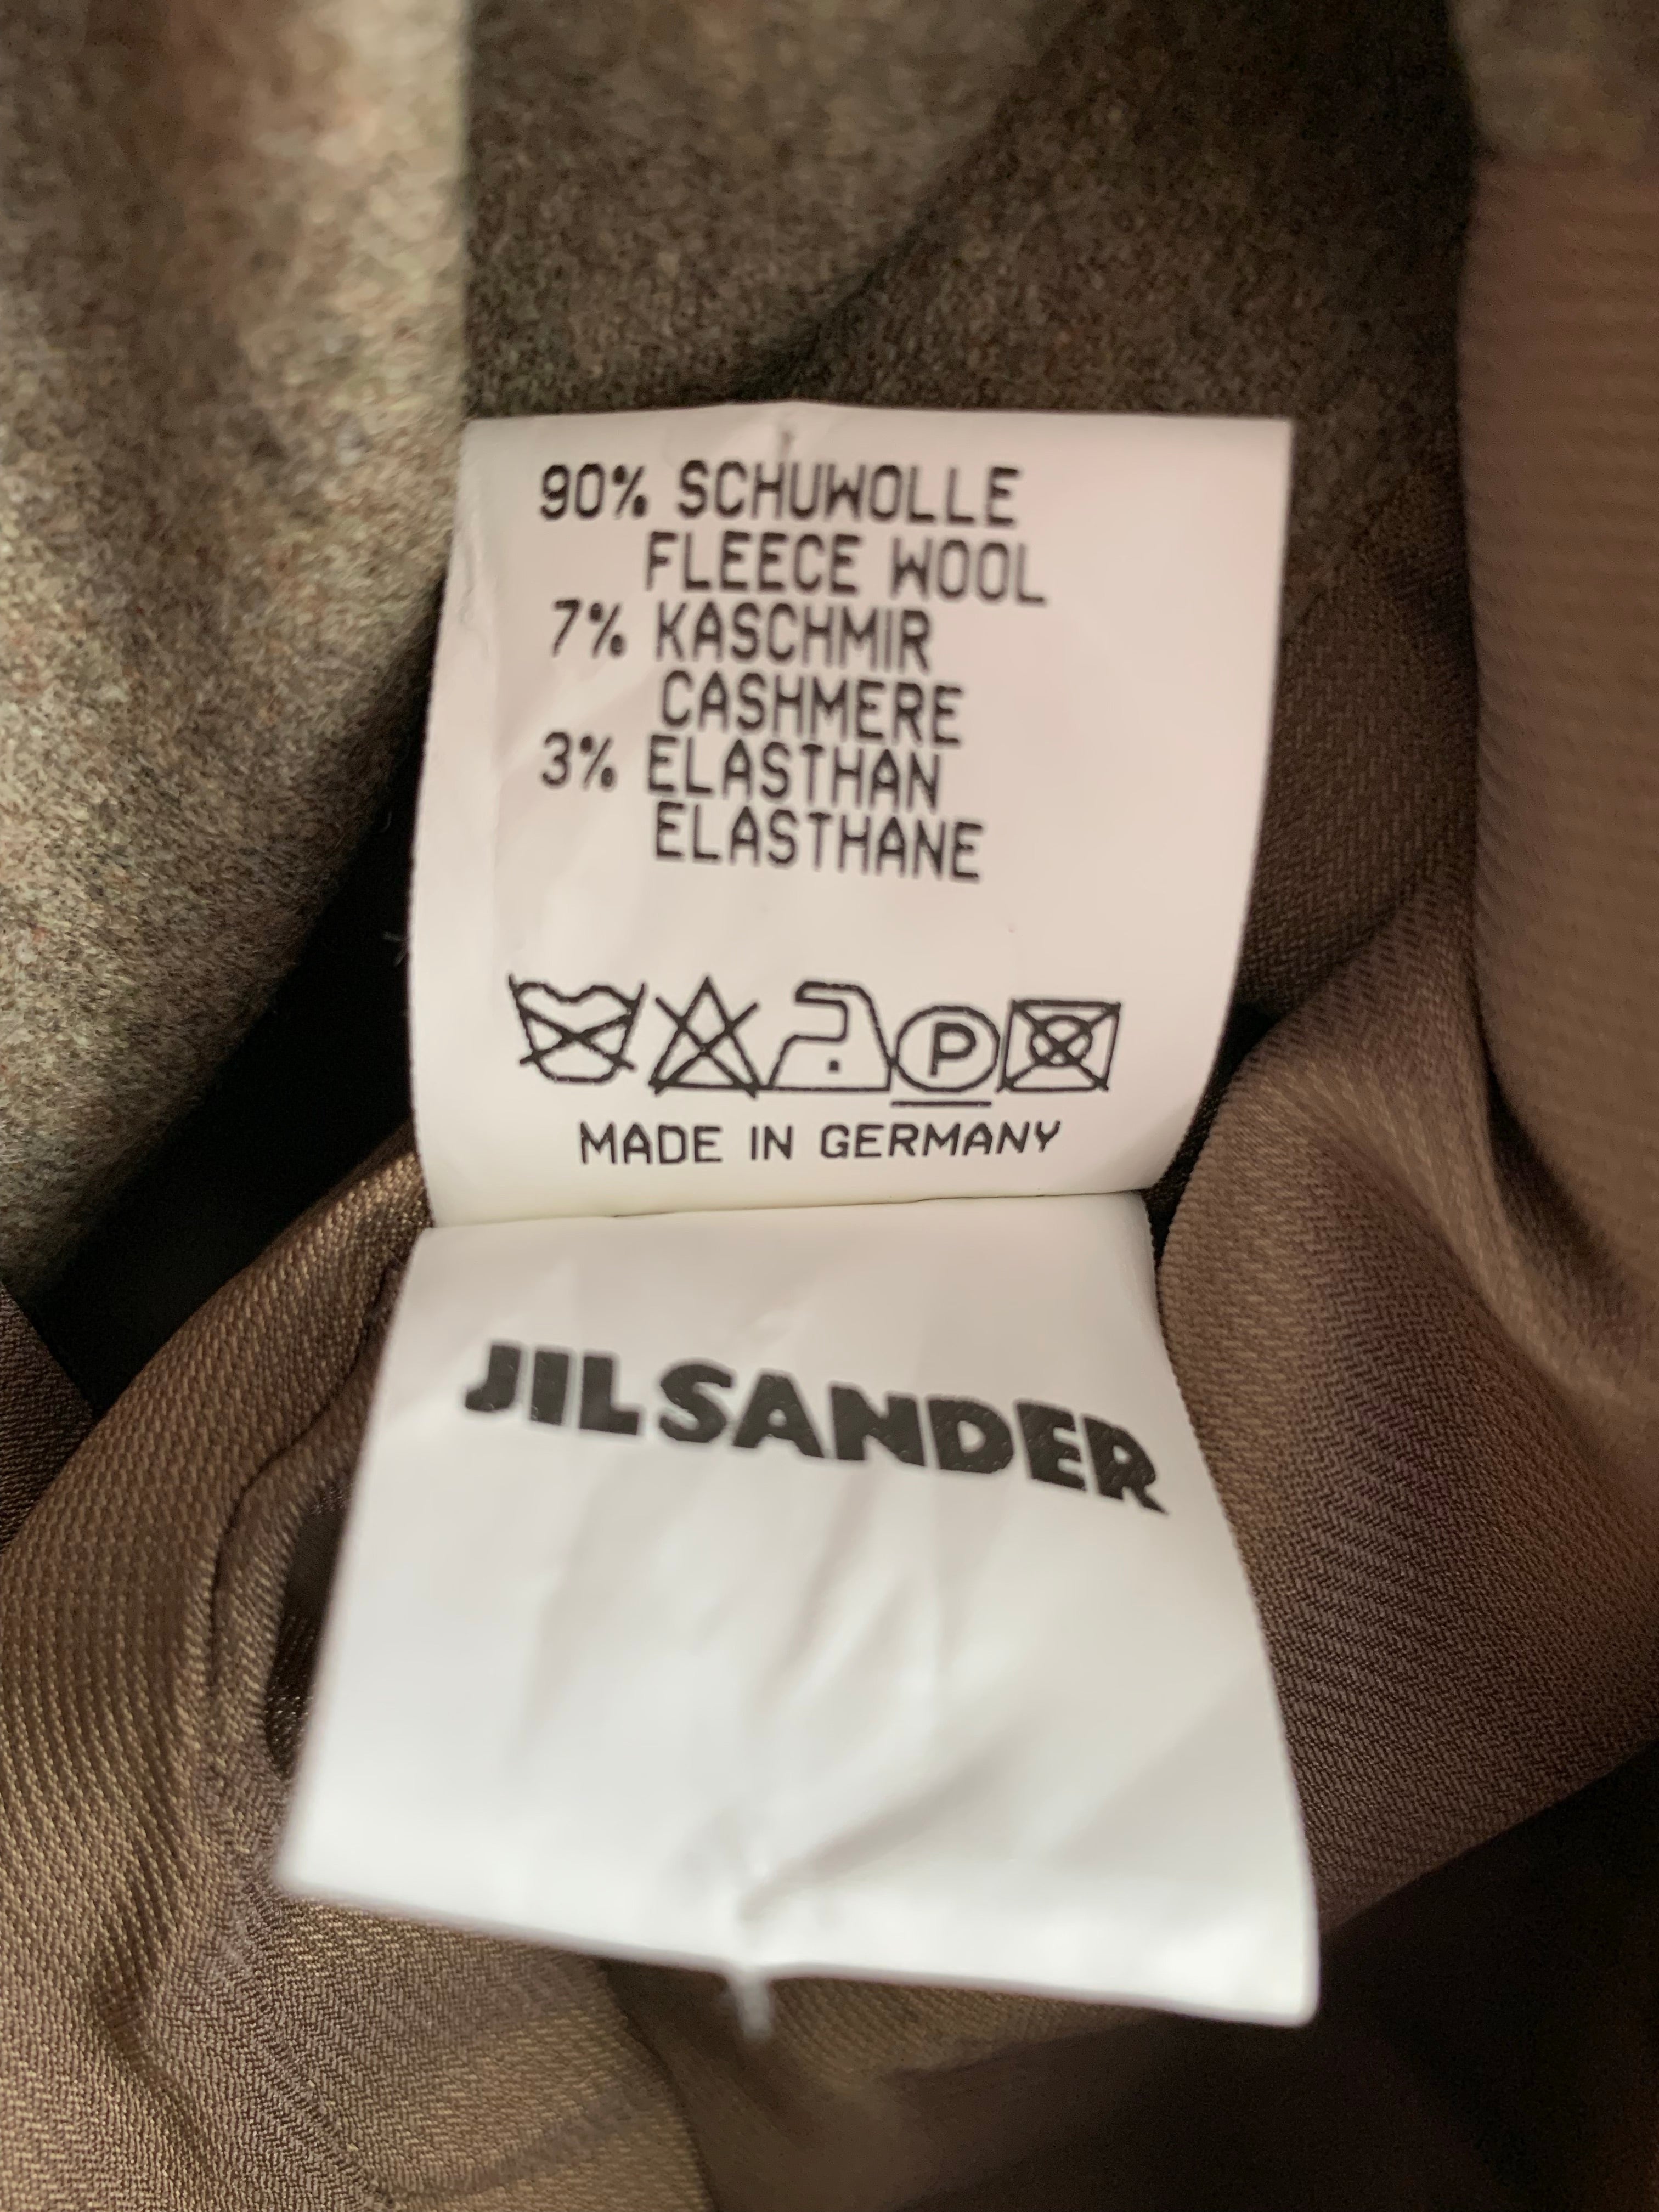 90% SCHUWOLLE
FLEECE WOOL
7% KASCHMIR
CASHMERE
3% ELASTHAN
ELASTHANE
P
MADE IN GERMANY
JIL SANDER